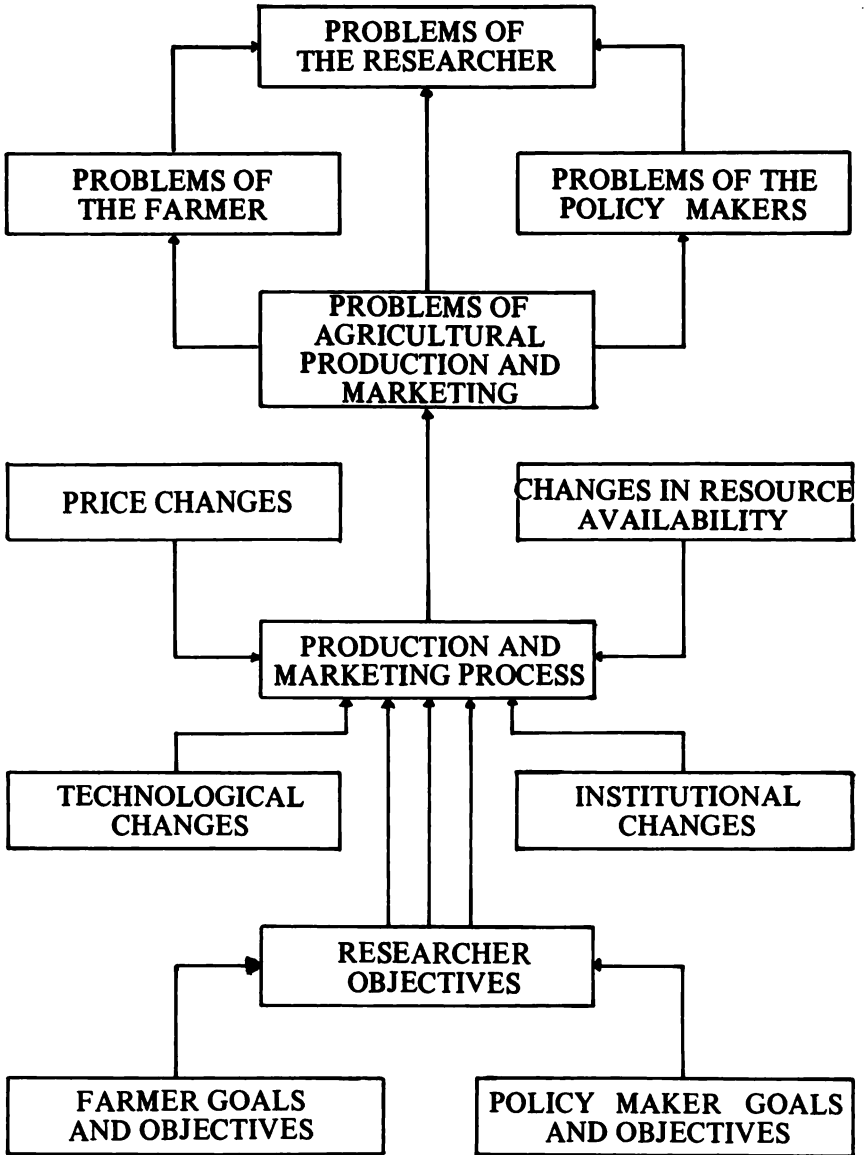 PROBLEMS OF
THE RESEARCHER
PROBLEMS OF
THE FARMER
PROBLEMS OF THE
POLICY MAKERS
PROBLEMS OF
AGRICULTURAL
PRODUCTION AND
MARKETING
PRICE CHANGES
CHANGES IN RESOURCE
AVAILABILITY
PRODUCTION AND
MARKETING PROCESS
TECHNOLOGICAL
CHANGES
INSTITUTIONAL
CHANGES
RESEARCHER
OBJECTIVES
FARMER GOALS
AND OBJECTIVES
POLICY MAKER GOALS
AND OBJECTIVES